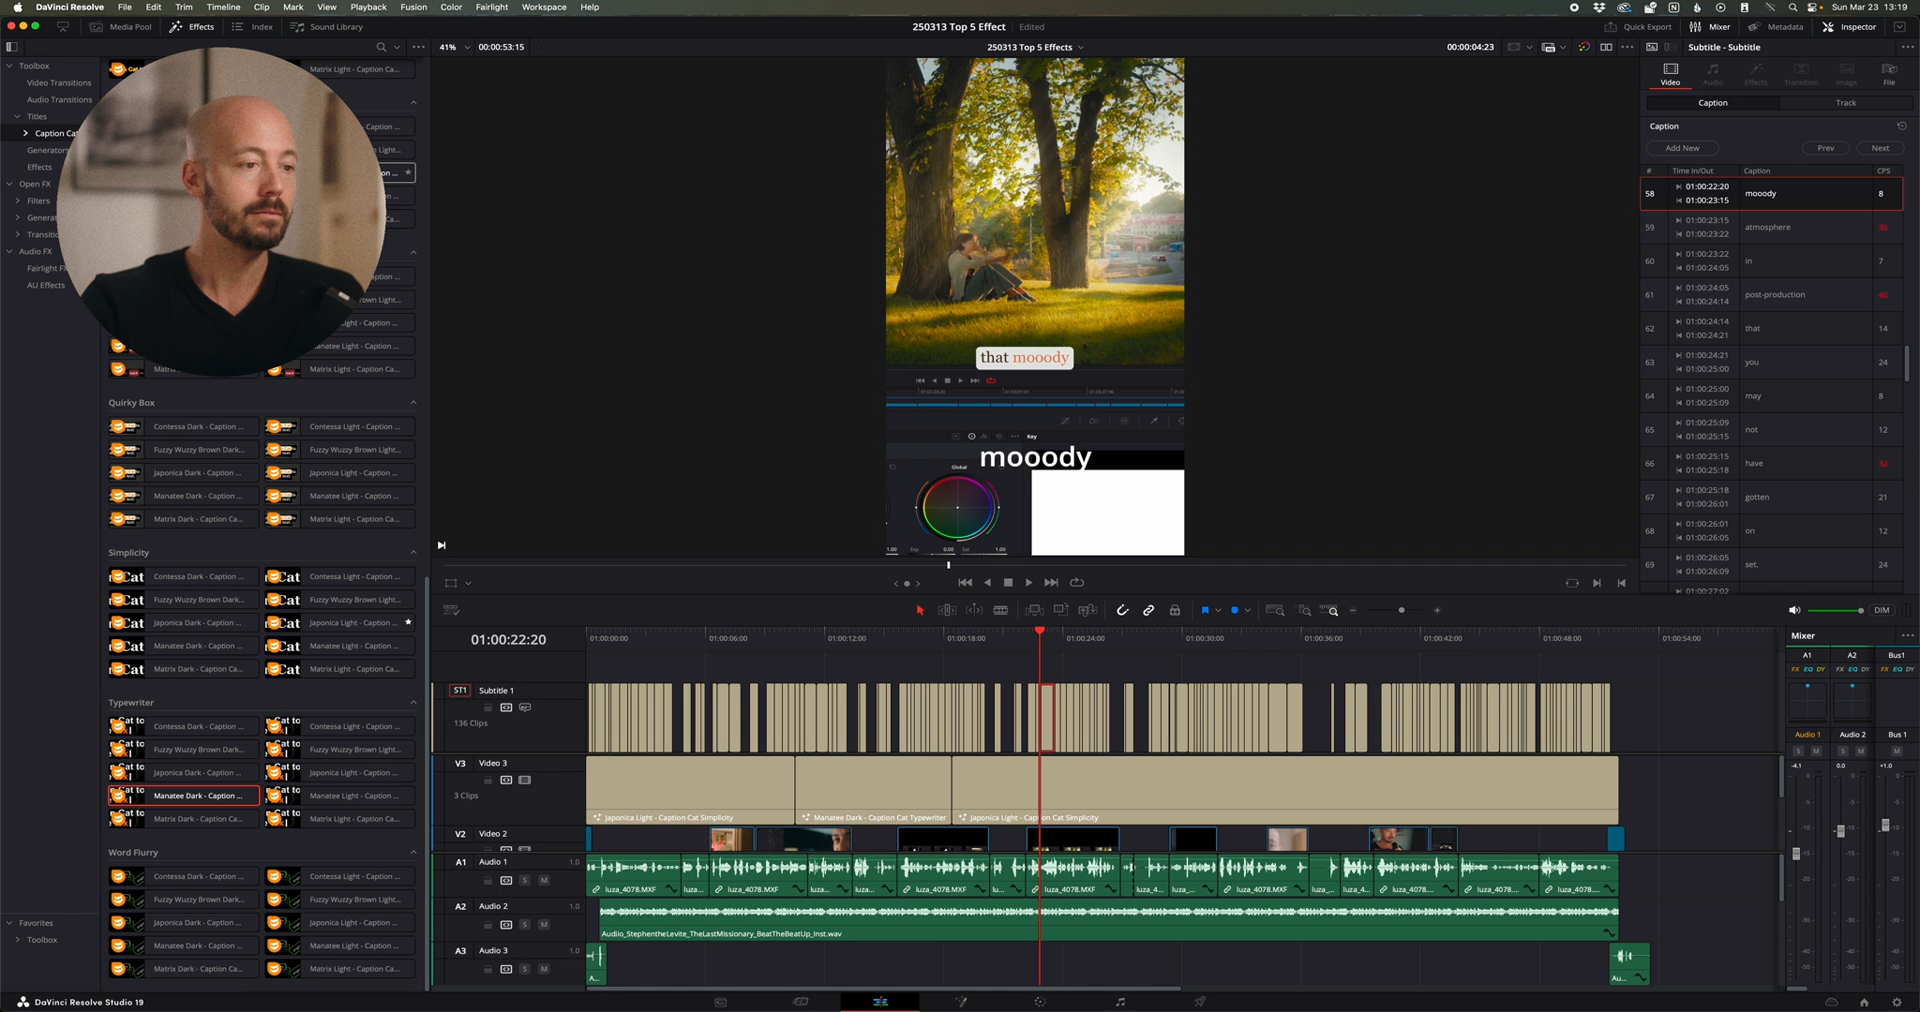 DaVinci Resolve File Edit Trim Timeline Clip Mark View Playback Fusion Color Fairlight Workspace Help
Sun Mar 23 13:19
Media Pool Effects Index Sound Library
250313 Top 5 Effect Edited
Quick Export Mixer Metadata Inspector
41% 00:00:53:15
250313 Top 5 Effects
00:00:04:23
Subtitle - Subtitle
Toolbox
Video Transitions
Audio Transitions
Titles
Caption Cat
Generators
Effects
Open FX
Filters
Audio FX
Fairlight FX
AU Effects
Favorites
Toolbox
Matrix Light - Caption Ca...
Manatee Light - Caption ...
Matrix Light - Caption Ca...
Quirky Box
Contessa Dark - Caption ... Contessa Light - Caption ...
Fuzzy Wuzzy Brown Dark... Fuzzy Wuzzy Brown Light...
Japonica Dark - Caption ... Japonica Light - Caption ...
Manatee Dark - Caption ... Manatee Light - Caption ...
Matrix Dark - Caption Ca... Matrix Light - Caption Ca...
Simplicity
Contessa Dark - Caption ... Contessa Light - Caption ...
Fuzzy Wuzzy Brown Dark... Fuzzy Wuzzy Brown Light...
Japonica Dark - Caption ... Japonica Light - Caption ...
Manatee Dark - Caption ... Manatee Light - Caption ...
Matrix Dark - Caption Ca... Matrix Light - Caption Ca...
Typewriter
Contessa Dark - Caption ... Contessa Light - Caption ...
Fuzzy Wuzzy Brown Dark... Fuzzy Wuzzy Brown Light...
Japonica Dark - Caption ... Japonica Light - Caption ...
Manatee Dark - Caption ... Manatee Light - Caption ...
Matrix Dark - Caption Ca... Matrix Light - Caption Ca...
Word Flurry
Contessa Dark - Caption ... Contessa Light - Caption ...
Fuzzy Wuzzy Brown Dark... Fuzzy Wuzzy Brown Light...
Japonica Dark - Caption ... Japonica Light - Caption ...
Manatee Dark - Caption ... Manatee Light - Caption ...
Matrix Dark - Caption Ca... Matrix Light - Caption Ca...
that mooody
Key
Global
mooody
1.00 Exp 0.00 Sat 1.00
Video Audio Effects Transition Image File
Caption Track
Caption
Add New Prev Next
# Time In/Out Caption CPS
58 01:00:22:20 01:00:23:15 mooody 8
59 01:00:23:15 01:00:23:22 atmosphere
60 01:00:23:22 01:00:24:05 in 7
61 01:00:24:05 01:00:24:14 post-production 40
62 01:00:24:14 01:00:24:21 that 14
63 01:00:24:21 01:00:25:00 you 24
64 01:00:25:00 01:00:25:09 may 8
65 01:00:25:09 01:00:25:15 not 12
66 01:00:25:15 01:00:25:18 have 32
67 01:00:25:18 01:00:26:01 gotten 21
68 01:00:26:01 01:00:26:05 on 12
69 01:00:26:05 01:00:26:09 set. 24
01:00:27:02
DIM
01:00:22:20
01:00:00:00 01:00:06:00 01:00:12:00 01:00:18:00 01:00:24:00 01:00:30:00 01:00:36:00 01:00:42:00 01:00:48:00 01:00:54:00
ST1 Subtitle 1
136 Clips
V3 Video 3
3 Clips
Japonica Light - Caption Cat Simplicity
Manatee Dark - Caption Cat Typewriter
Japonica Light - Caption Cat Simplicity
V2 Video 2
A1 Audio 1 1.0
S M
luza_4078.MXF luza... luza_4078.MXF luza... luza... luza_4078.MXF lu... luza_4078.MXF luza_4... luza_... luza_4078.MXF luza_... luza_4... luza_4078.... luza_4078.... luza_4078....
A2 Audio 2
S M
Audiio_StephentheLevite_TheLastMissionary_BeatTheBeatUp_Inst.wav
A3 Audio 3 1.0
S M
A... Au...
Mixer
A1 A2 Bus1
FX EQ DY FX EQ DY FX EQ DY
Audio 1 Audio 2 Bus 1
S M S M M
-4.1 0.0 +1.0
DaVinci Resolve Studio 19